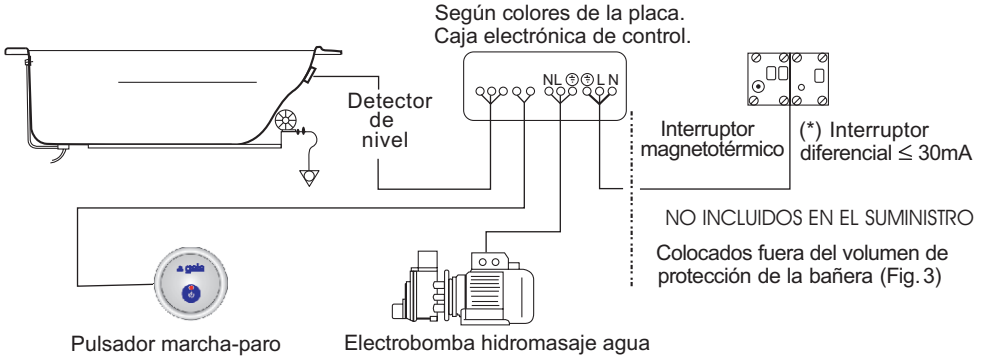 Según colores de la placa.
Caja electrónica de control.
NL L N
Detector
de
nivel
Interruptor
magnetotérmico
(*) Interruptor
diferencial ≤ 30mA
NO INCLUIDOS EN EL SUMINISTRO
Colocados fuera del volumen de
protección de la bañera (Fig. 3)
gala
Pulsador marcha-paro
Electrobomba hidromasaje agua